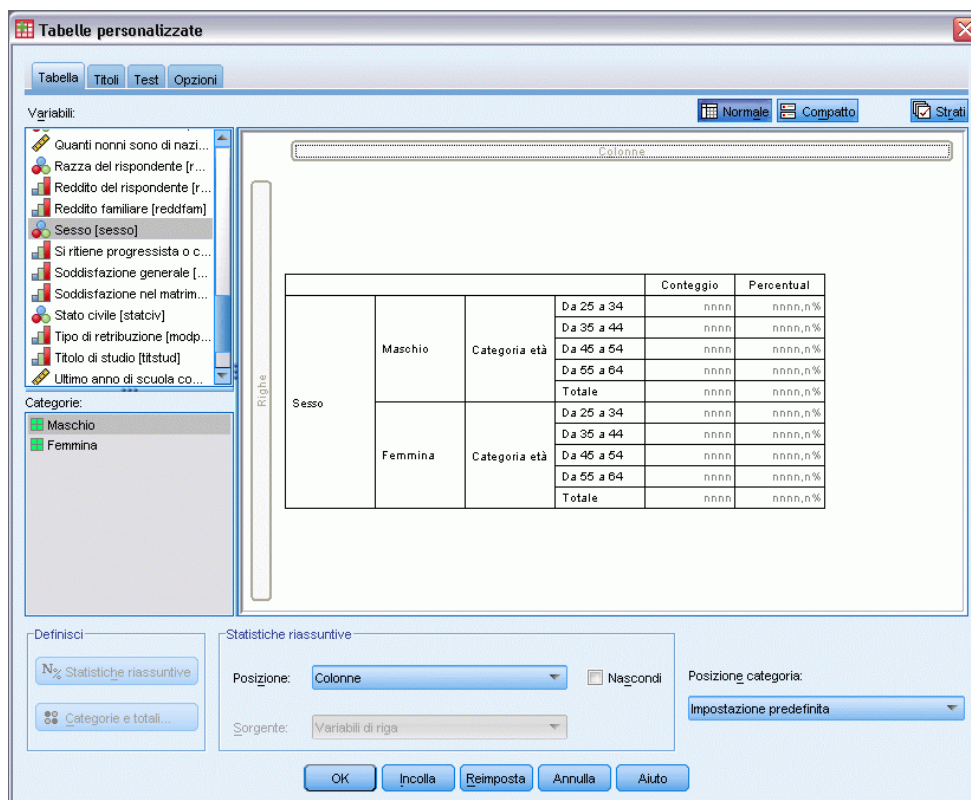 Tabelle personalizzate
Tabella Titoli Test Opzioni
Variabili:
Normale Compatto Strati
Quanti nonni sono di nazi...
Razza del rispondente [r...
Reddito del rispondente [r...
Reddito familiare [reddfam]
Sesso [sesso]
Si ritiene progressista o c...
Soddisfazione generale [...
Soddisfazione nel matrim...
Stato civile [statciv]
Tipo di retribuzione [modp...
Titolo di studio [titstud]
Ultimo anno di scuola co...
Categorie:
Maschio
Femmina
Colonne
Righe
Conteggio Percentual
Sesso
Maschio Categoria età
Da 25 a 34 nnnn nnnn,n%
Da 35 a 44 nnnn nnnn,n%
Da 45 a 54 nnnn nnnn,n%
Da 55 a 64 nnnn nnnn,n%
Totale nnnn nnnn,n%
Femmina Categoria età
Da 25 a 34 nnnn nnnn,n%
Da 35 a 44 nnnn nnnn,n%
Da 45 a 54 nnnn nnnn,n%
Da 55 a 64 nnnn nnnn,n%
Totale nnnn nnnn,n%
Definisci
N% Statistiche riassuntive
Categorie e totali...
Statistiche riassuntive
Posizione: Colonne Nascondi
Sorgente: Variabili di riga
Posizione categoria:
Impostazione predefinita
OK Incolla Reimposta Annulla Aiuto